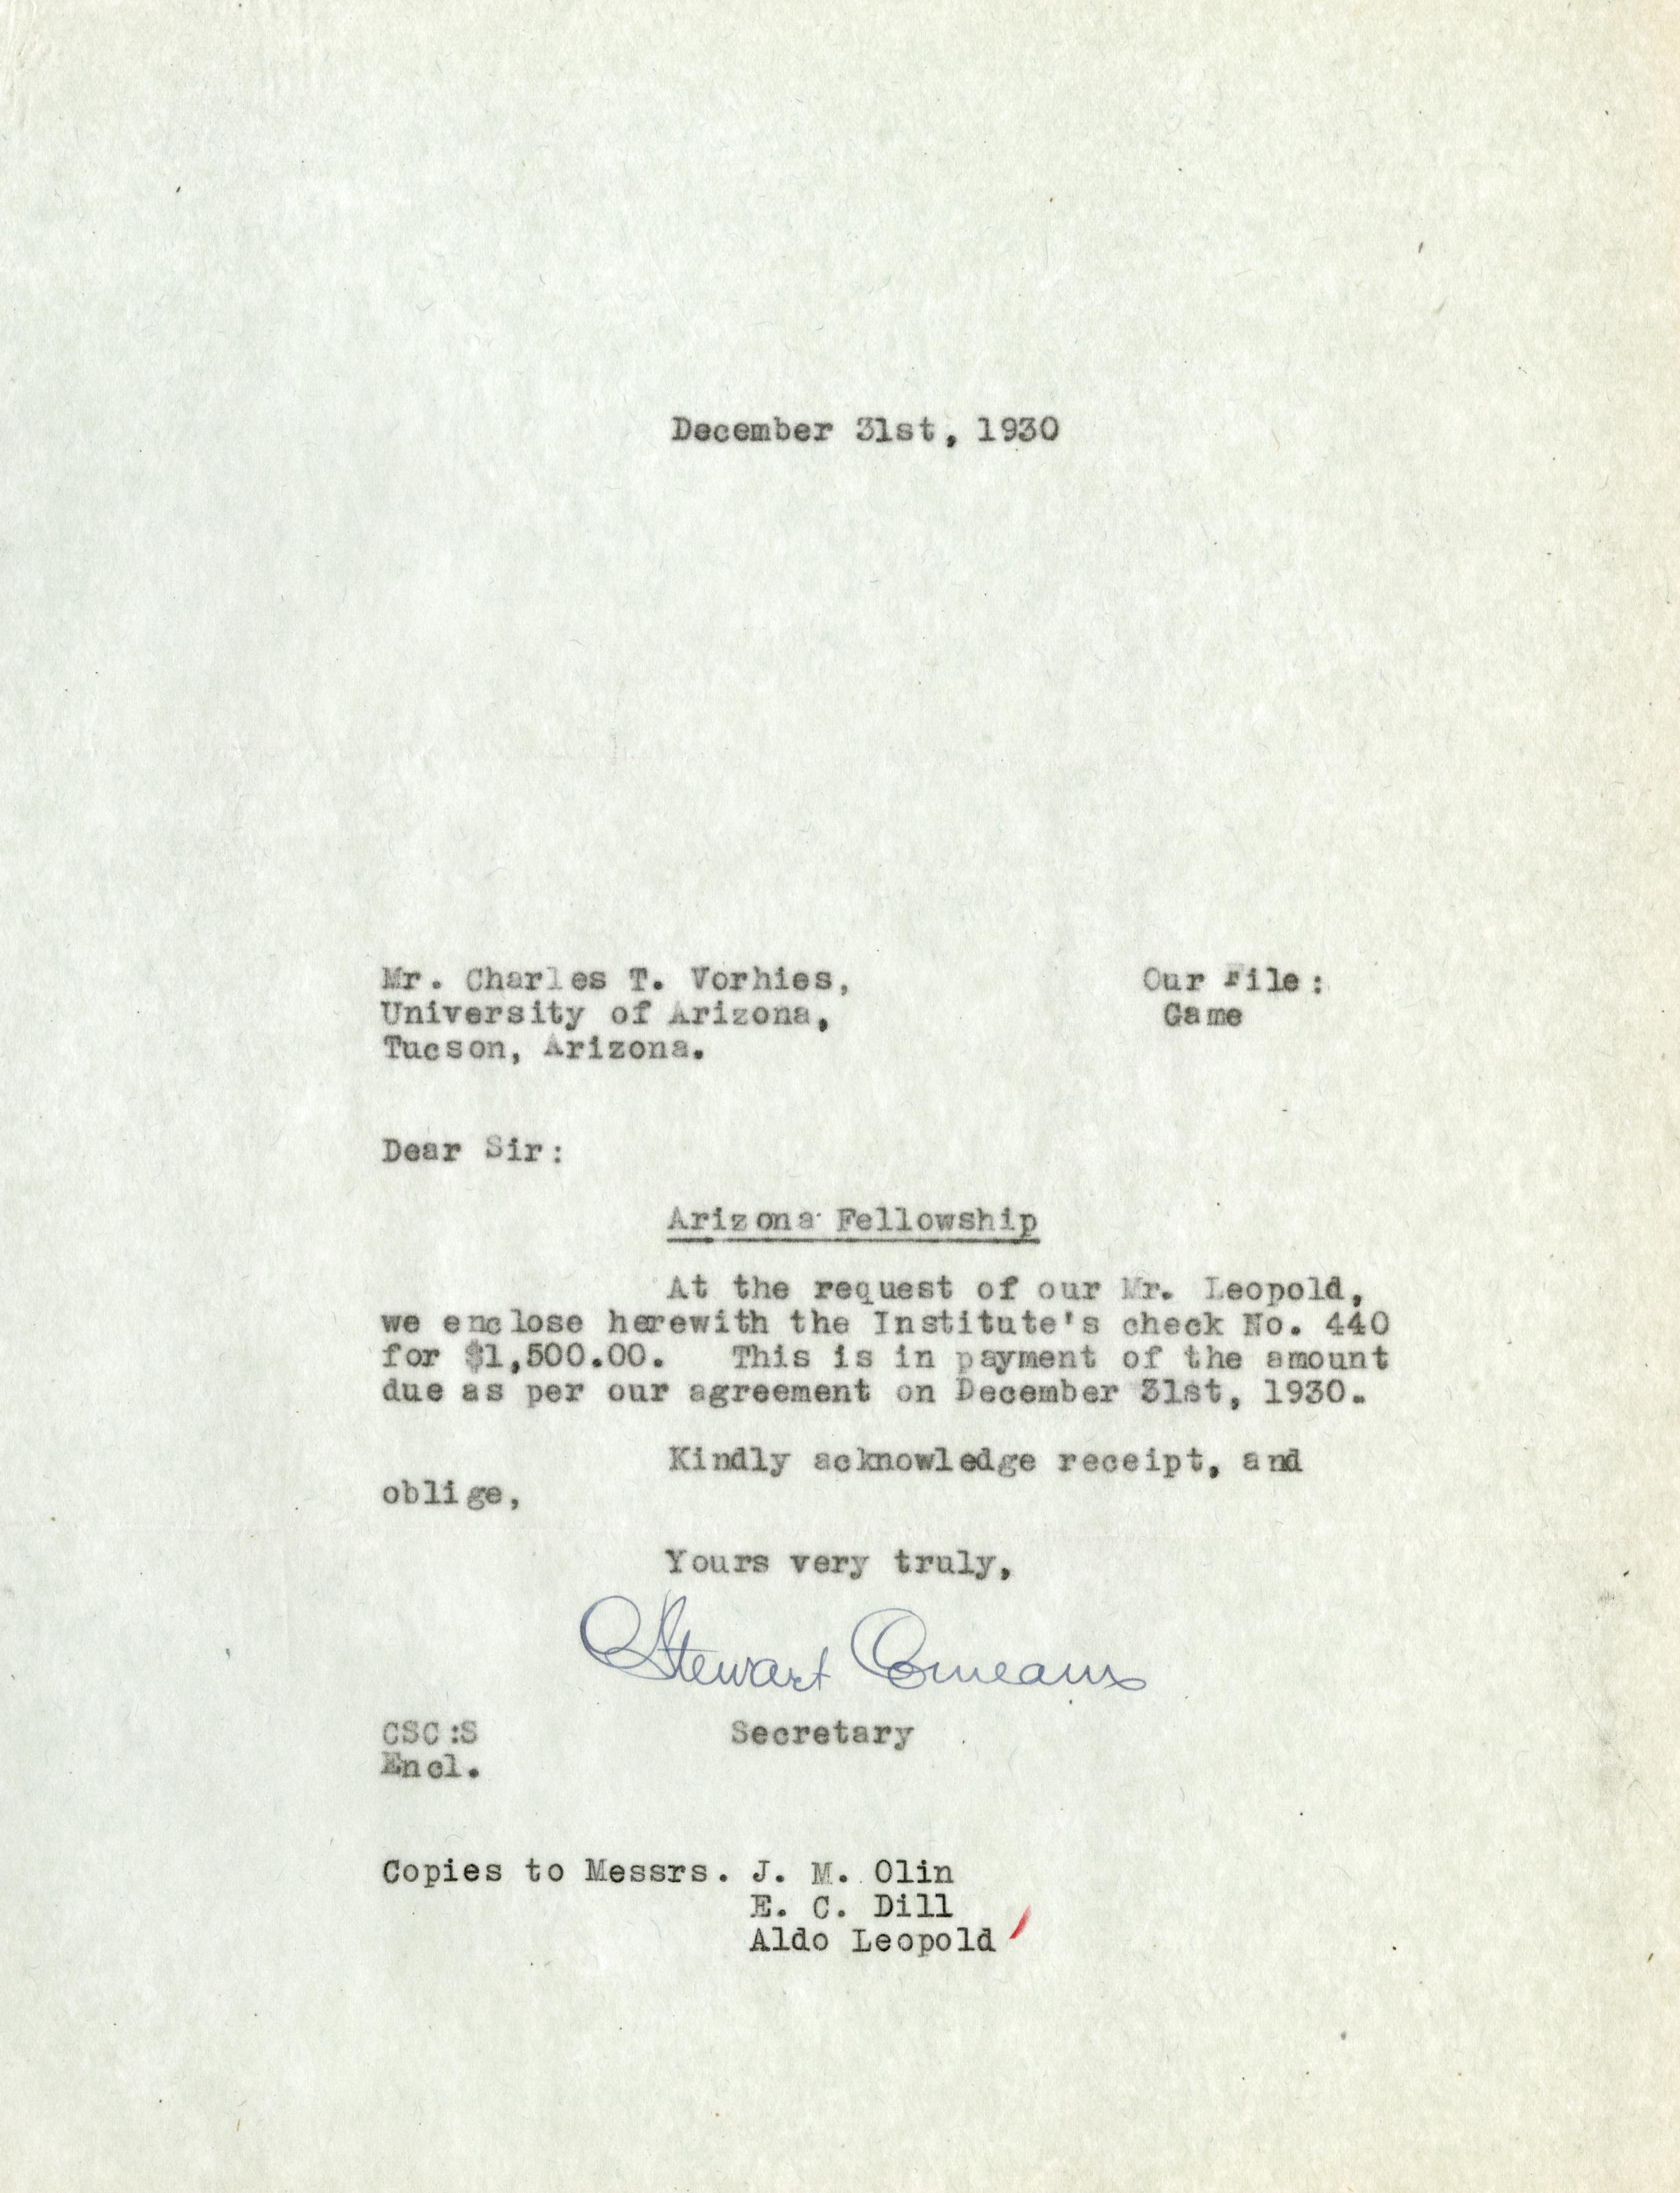 December 31st, 1930
Mr. Charles T. Vorhies,
University of Arizona,
Tucson, Arizona.
Our File:
Game
Dear Sir:
Arizona Fellowship
At the request of our Mr. Leopold,
we enclose herewith the Institute's check No. 440
for $1,500.00. This is in payment of the amount
due as per our agreement on December 31st, 1930.
Kindly acknowledge receipt, and
oblige,
Yours very truly,
C Stewart Comeaux
CSC:S
Secretary
Encl.
Copies to Messrs. J. M. Olin
E. C. Dill
Aldo Leopold